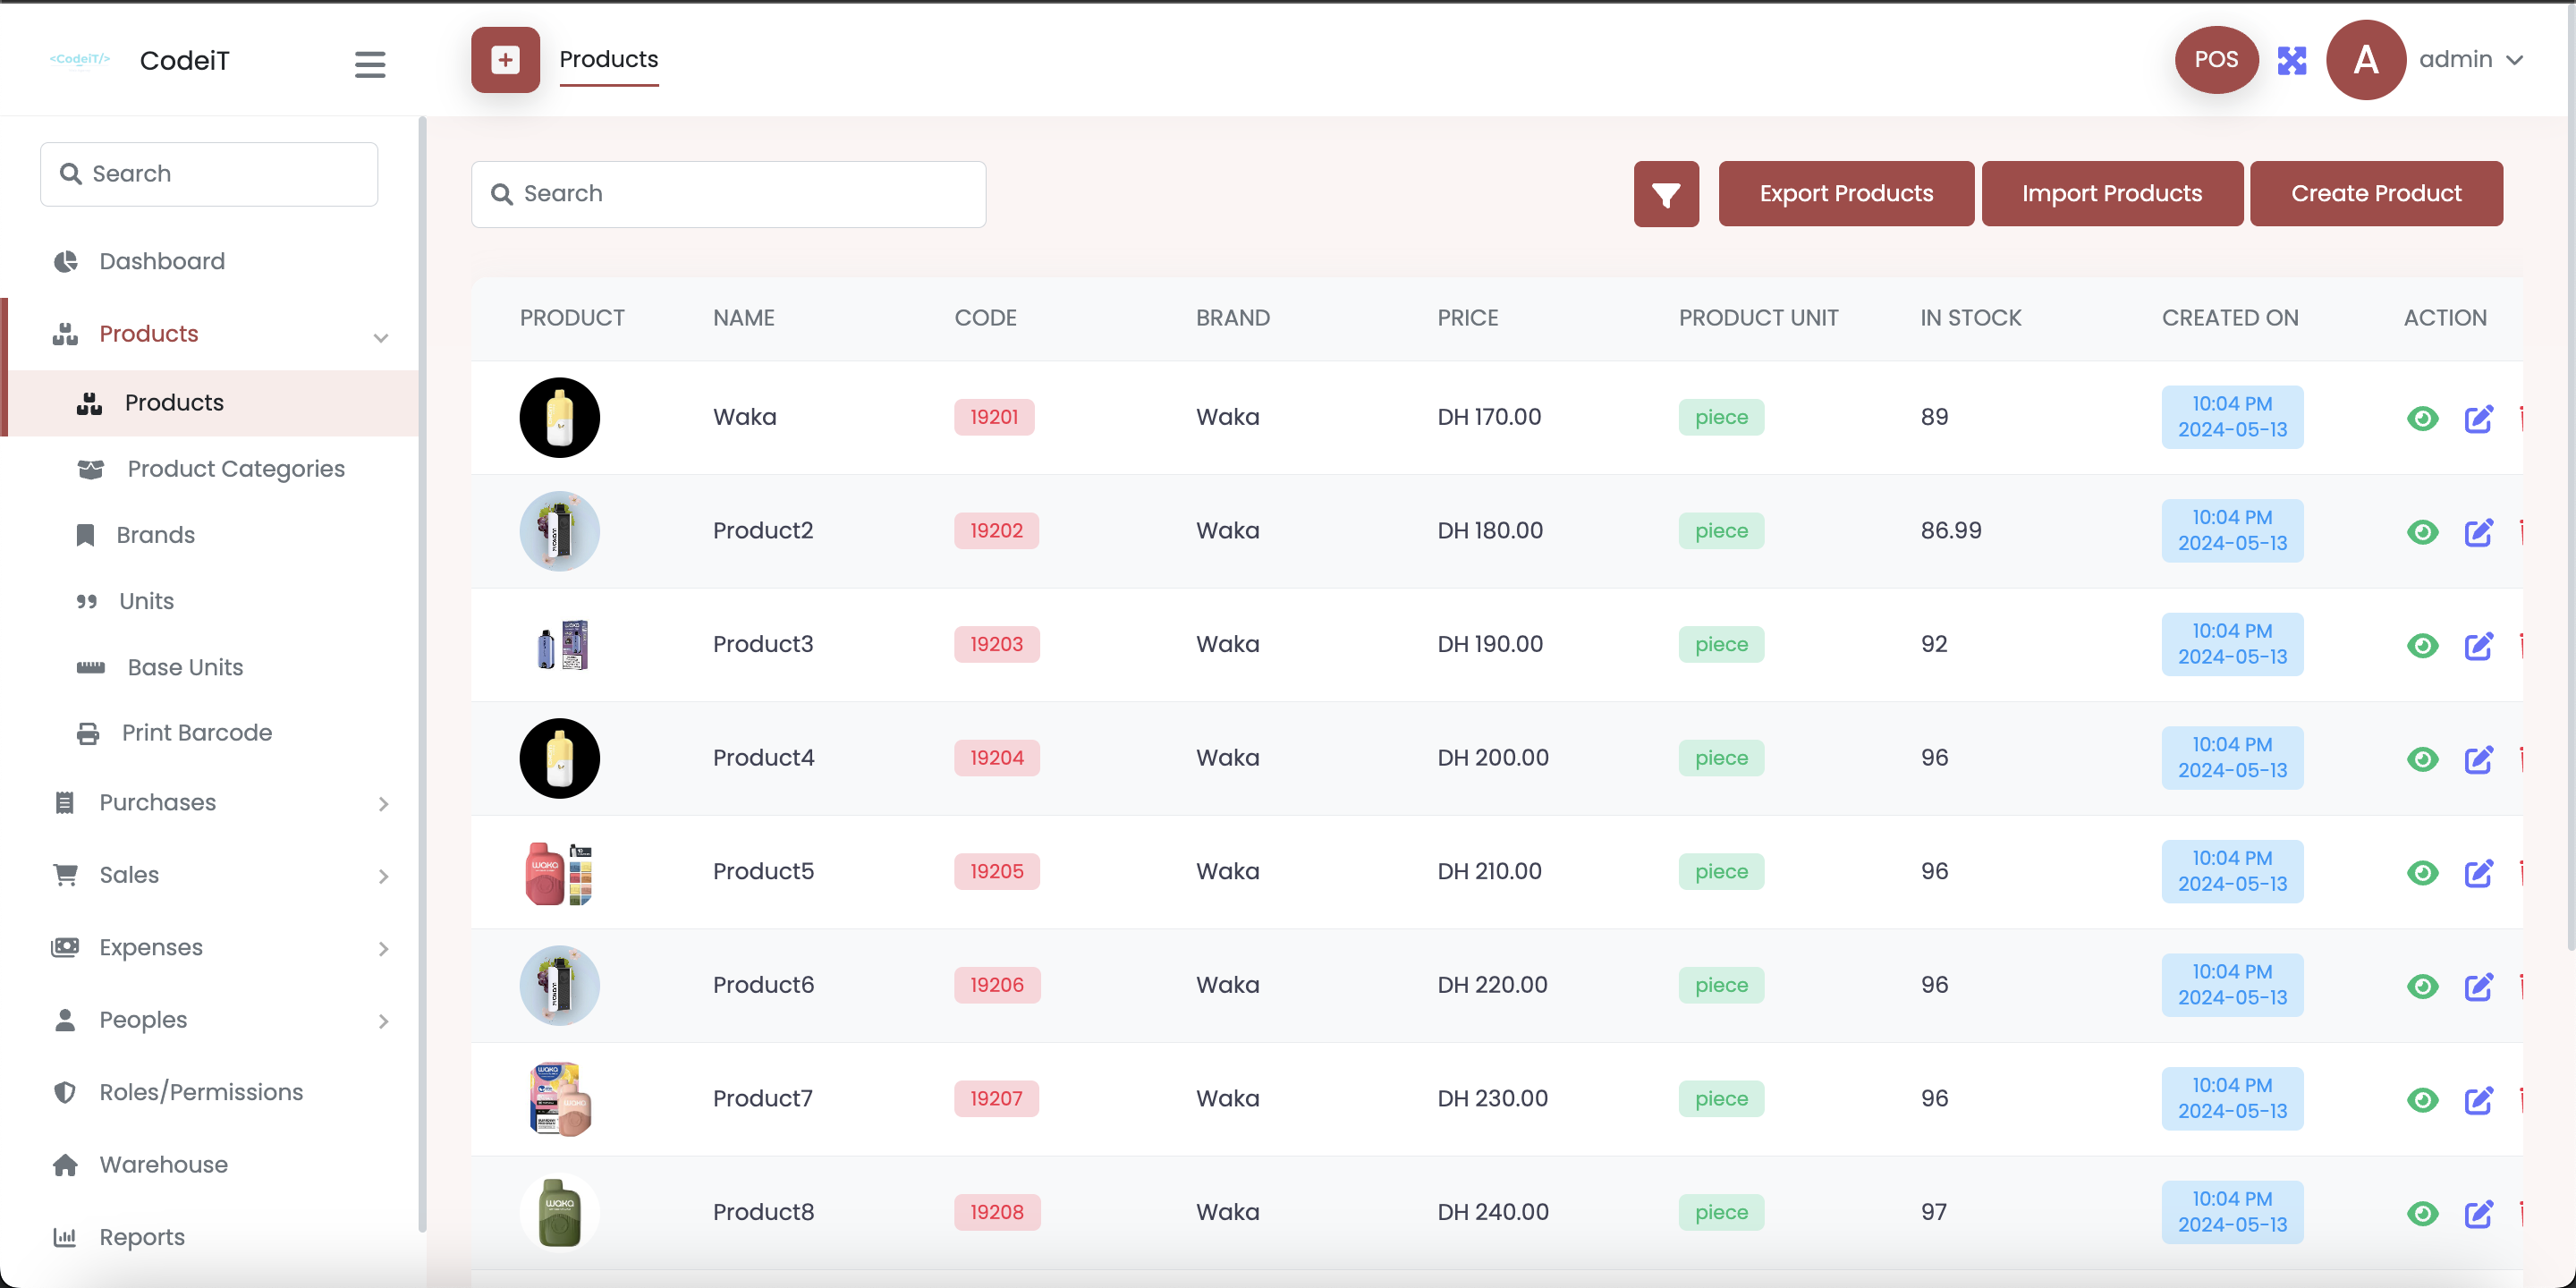 <CodeiT/> CodeiT
Products
POS
A
admin
Search
Dashboard
Products
Products
Product Categories
Brands
Units
Base Units
Print Barcode
Purchases
Sales
Expenses
Peoples
Roles/Permissions
Warehouse
Reports
Search
Export Products
Import Products
Create Product
PRODUCT NAME CODE BRAND PRICE PRODUCT UNIT IN STOCK CREATED ON ACTION
Waka 19201 Waka DH 170.00 piece 89 10:04 PM
2024-05-13
Product2 19202 Waka DH 180.00 piece 86.99 10:04 PM
2024-05-13
Product3 19203 Waka DH 190.00 piece 92 10:04 PM
2024-05-13
Product4 19204 Waka DH 200.00 piece 96 10:04 PM
2024-05-13
WAKA
Product5 19205 Waka DH 210.00 piece 96 10:04 PM
2024-05-13
Product6 19206 Waka DH 220.00 piece 96 10:04 PM
2024-05-13
WAKA
Product7 19207 Waka DH 230.00 piece 96 10:04 PM
2024-05-13
WAKA
Product8 19208 Waka DH 240.00 piece 97 10:04 PM
2024-05-13